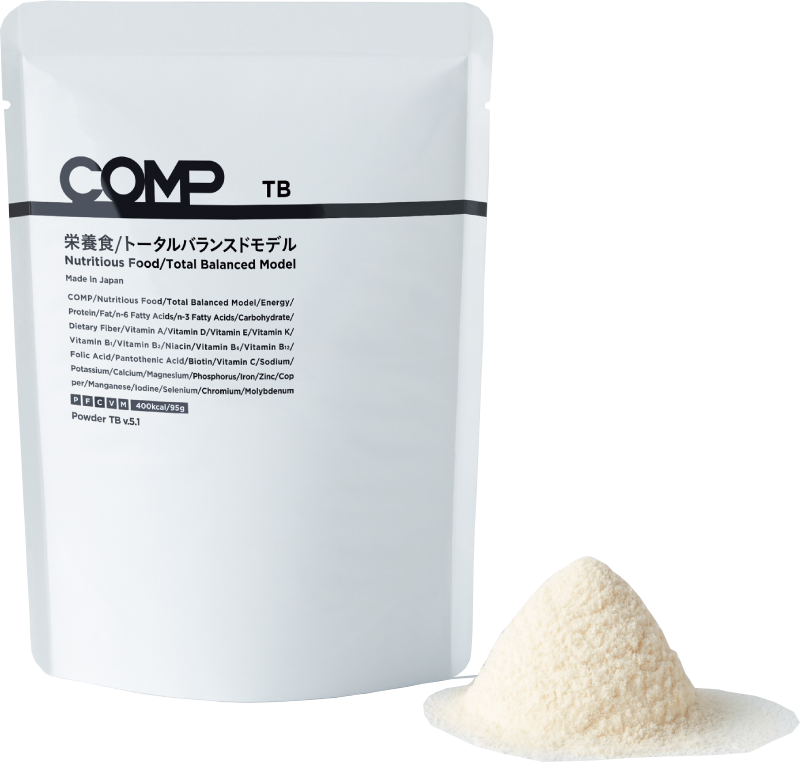 COMP TB
栄養食/トータルバランスドモデル
Nutritious Food/Total Balanced Model
Made in Japan
COMP/Nutritious Food/Total Balanced Model/Energy/
Protein/Fat/n-6 Fatty Acids/n-3 Fatty Acids/Carbohydrate/
Dietary Fiber/Vitamin A/Vitamin D/Vitamin E/Vitamin K/
Vitamin B₁/Vitamin B₂/Niacin/Vitamin B₆/Vitamin B₁₂/
Folic Acid/Pantothenic Acid/Biotin/Vitamin C/Sodium/
Potassium/Calcium/Magnesium/Phosphorus/Iron/Zinc/Cop
per/Manganese/Iodine/Selenium/Chromium/Molybdenum
P F C V M 400kcal/95g
Powder TB v.5.1